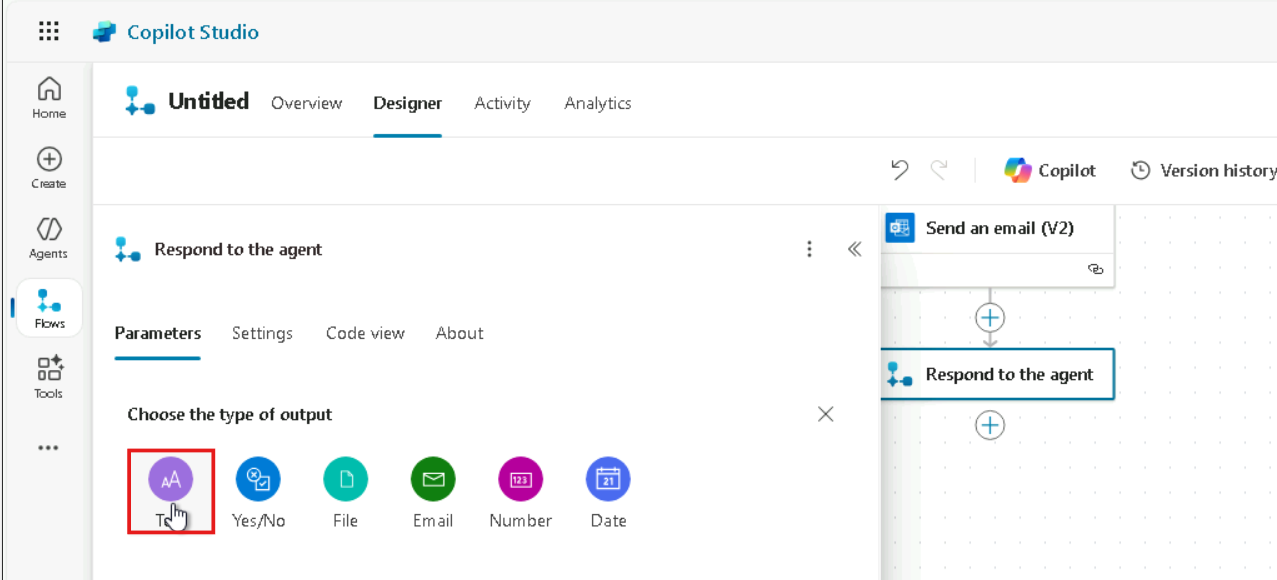 Copilot Studio
Home
Create
Agents
Flows
Tools
Untitled Overview Designer Activity Analytics
Copilot Version history
Respond to the agent
Parameters Settings Code view About
Choose the type of output
AA
Yes/No File Email Number Date
123
21
Send an email (V2)
Respond to the agent